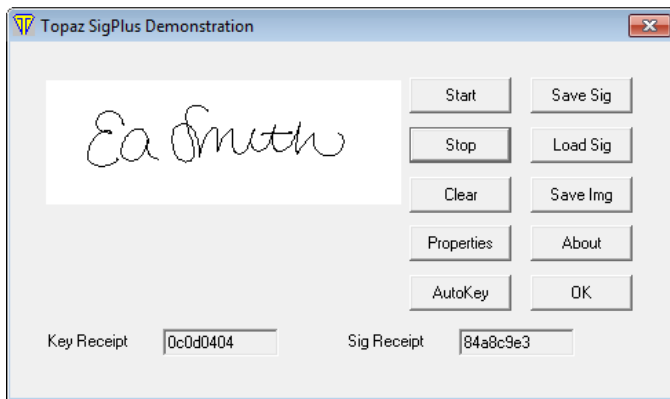 Topaz SigPlus Demonstration
Ea Smith
Start
Save Sig
Stop
Load Sig
Clear
Save Img
Properties
About
AutoKey
OK
Key Receipt 0c0d0404 Sig Receipt 84a8c9e3